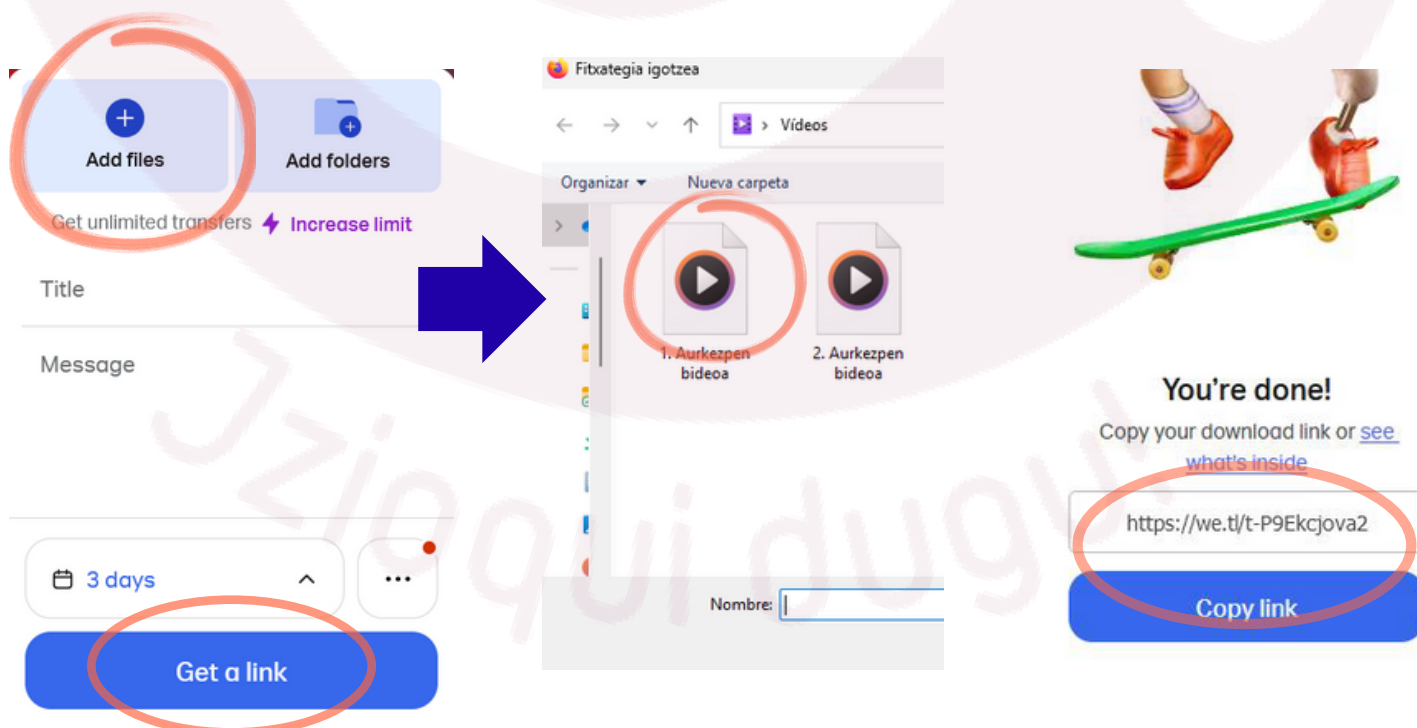 Add files
Add folders
Get unlimited transfers Increase limit
Title
Message
3 days
Get a link
Fitxategia igotzea
Vídeos
Organizar
Nueva carpeta
1. Aurkezpen
bideoa
2. Aurkezpen
bideoa
Nombre:
You're done!
Copy your download link or see
what's inside
https://we.tl/t-P9Ekcjova2
Copy link